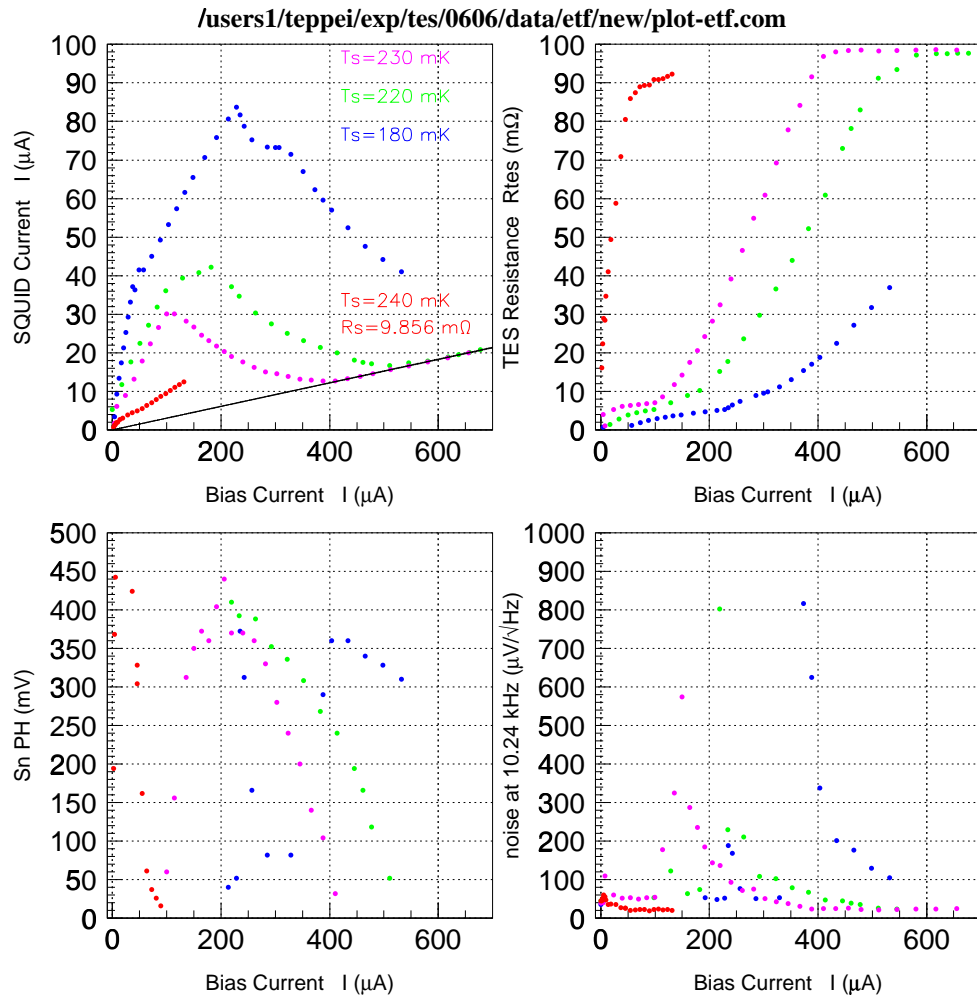 /users1/teppei/exp/tes/0606/data/etf/new/plot-etf.com
SQUID Current I (μA)
100
90
80
70
60
50
40
30
20
10
0
Ts=230 mK
Ts=220 mK
Ts=180 mK
Ts=240 mK
Rs=9.856 mΩ
0 200 400 600
Bias Current I (μA)
TES Resistance Rtes (mΩ)
100
90
80
70
60
50
40
30
20
10
0
0 200 400 600
Bias Current I (μA)
Sn PH (mV)
500
450
400
350
300
250
200
150
100
50
0
0 200 400 600
Bias Current I (μA)
noise at 10.24 kHz (μV/√Hz)
1000
900
800
700
600
500
400
300
200
100
0
0 200 400 600
Bias Current I (μA)